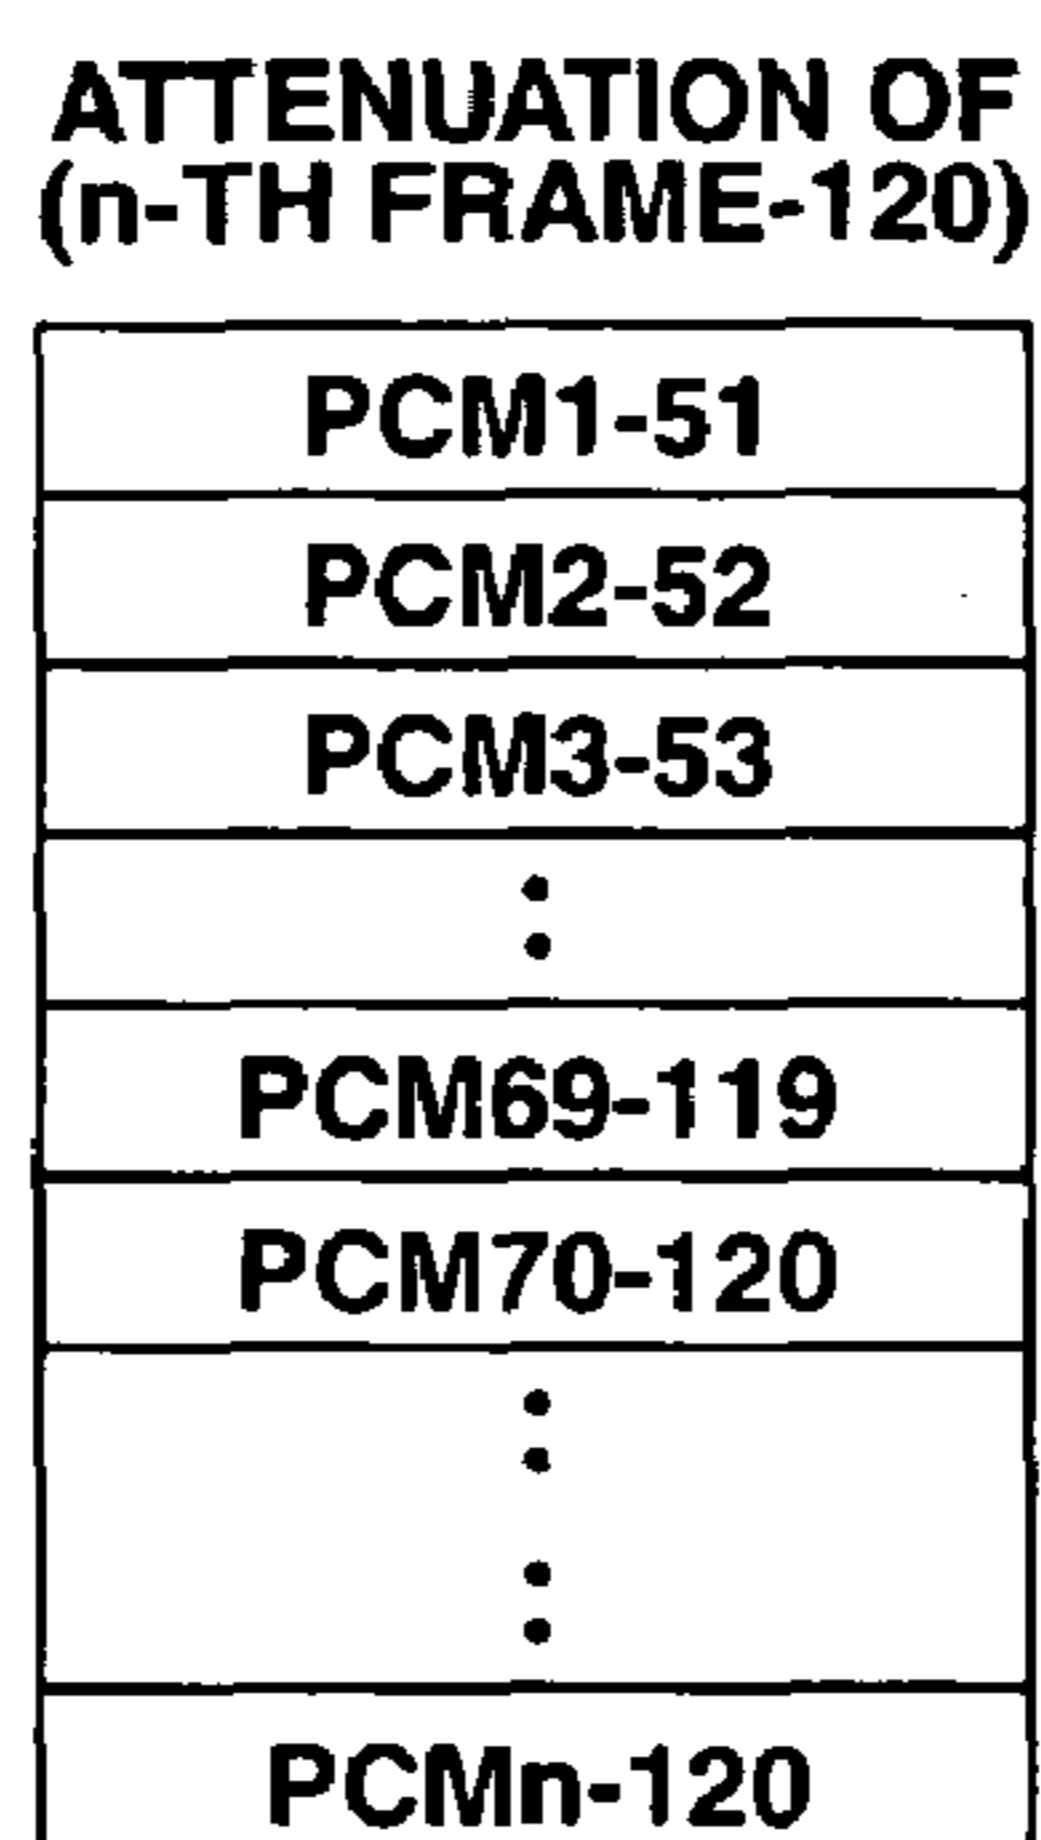 ATTENUATION OF
(n-TH FRAME-120)
PCM1-51
PCM2-52
PCM3-53
PCM69-119
PCM70-120
PCMn-120